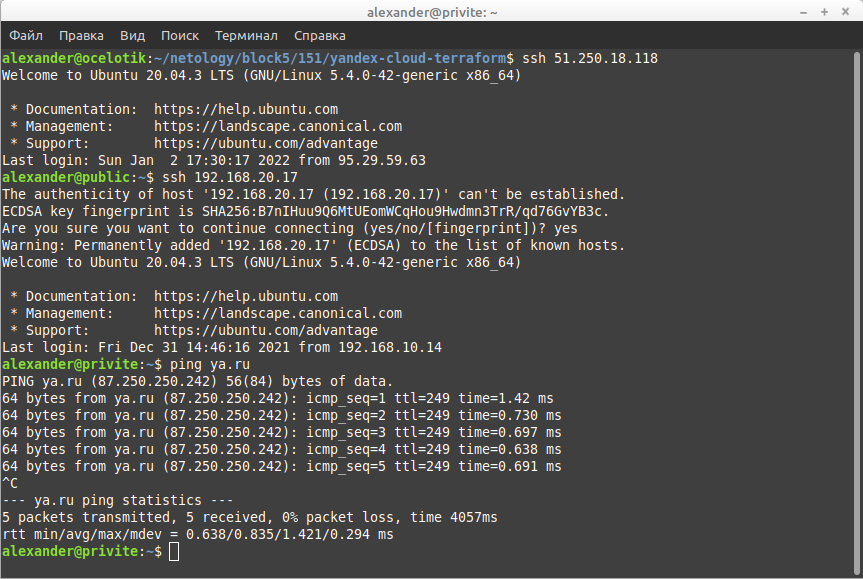 alexander@privite: ~
Файл Правка Вид Поиск Терминал Справка
alexander@ocelotik:~/netology/block5/151/yandex-cloud-terraform$ ssh 51.250.18.118
Welcome to Ubuntu 20.04.3 LTS (GNU/Linux 5.4.0-42-generic x86_64)
* Documentation:  https://help.ubuntu.com
* Management:     https://landscape.canonical.com
* Support:        https://ubuntu.com/advantage
Last login: Sun Jan  2 17:30:17 2022 from 95.29.59.63
alexander@public:~$ ssh 192.168.20.17
The authenticity of host '192.168.20.17 (192.168.20.17)' can't be established.
ECDSA key fingerprint is SHA256:B7nIHuu9Q6MtUEomWCqHou9Hwdmn3TrR/qd76GvYB3c.
Are you sure you want to continue connecting (yes/no/[fingerprint])? yes
Warning: Permanently added '192.168.20.17' (ECDSA) to the list of known hosts.
Welcome to Ubuntu 20.04.3 LTS (GNU/Linux 5.4.0-42-generic x86_64)
* Documentation:  https://help.ubuntu.com
* Management:     https://landscape.canonical.com
* Support:        https://ubuntu.com/advantage
Last login: Fri Dec 31 14:46:16 2021 from 192.168.10.14
alexander@privite:~$ ping ya.ru
PING ya.ru (87.250.250.242) 56(84) bytes of data.
64 bytes from ya.ru (87.250.250.242): icmp_seq=1 ttl=249 time=1.42 ms
64 bytes from ya.ru (87.250.250.242): icmp_seq=2 ttl=249 time=0.730 ms
64 bytes from ya.ru (87.250.250.242): icmp_seq=3 ttl=249 time=0.697 ms
64 bytes from ya.ru (87.250.250.242): icmp_seq=4 ttl=249 time=0.638 ms
64 bytes from ya.ru (87.250.250.242): icmp_seq=5 ttl=249 time=0.691 ms
^C
--- ya.ru ping statistics ---
5 packets transmitted, 5 received, 0% packet loss, time 4057ms
rtt min/avg/max/mdev = 0.638/0.835/1.421/0.294 ms
alexander@privite:~$